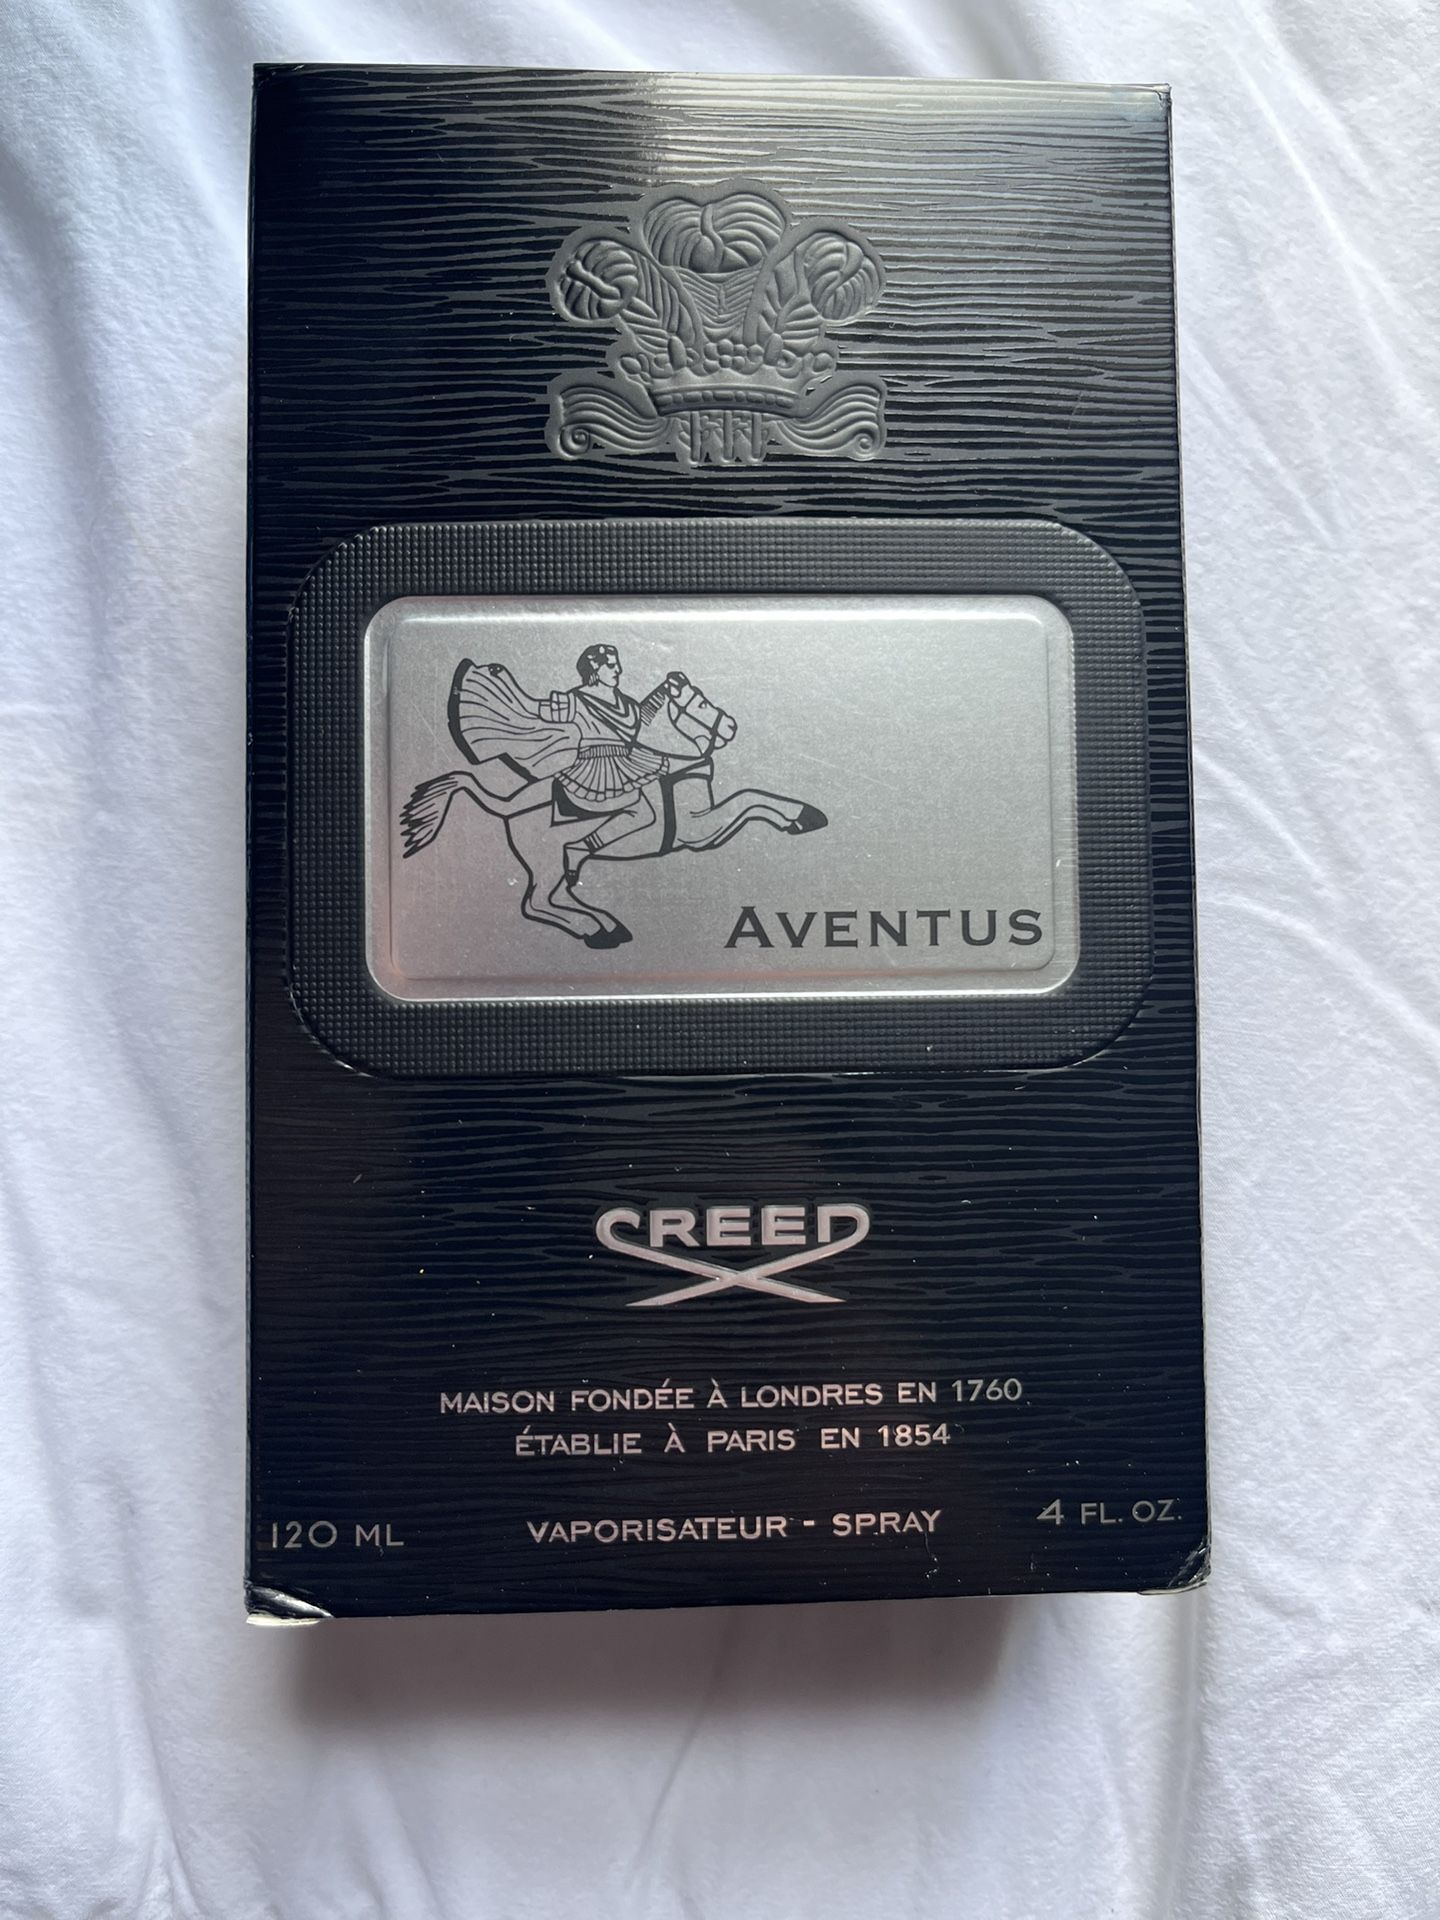 AVENTUS
CREED
MAISON FONDÉE À LONDRES EN 1760
ÉTABLIE À PARIS EN 1854
120 ML VAPORISATEUR - SPRAY 4 FL. OZ.